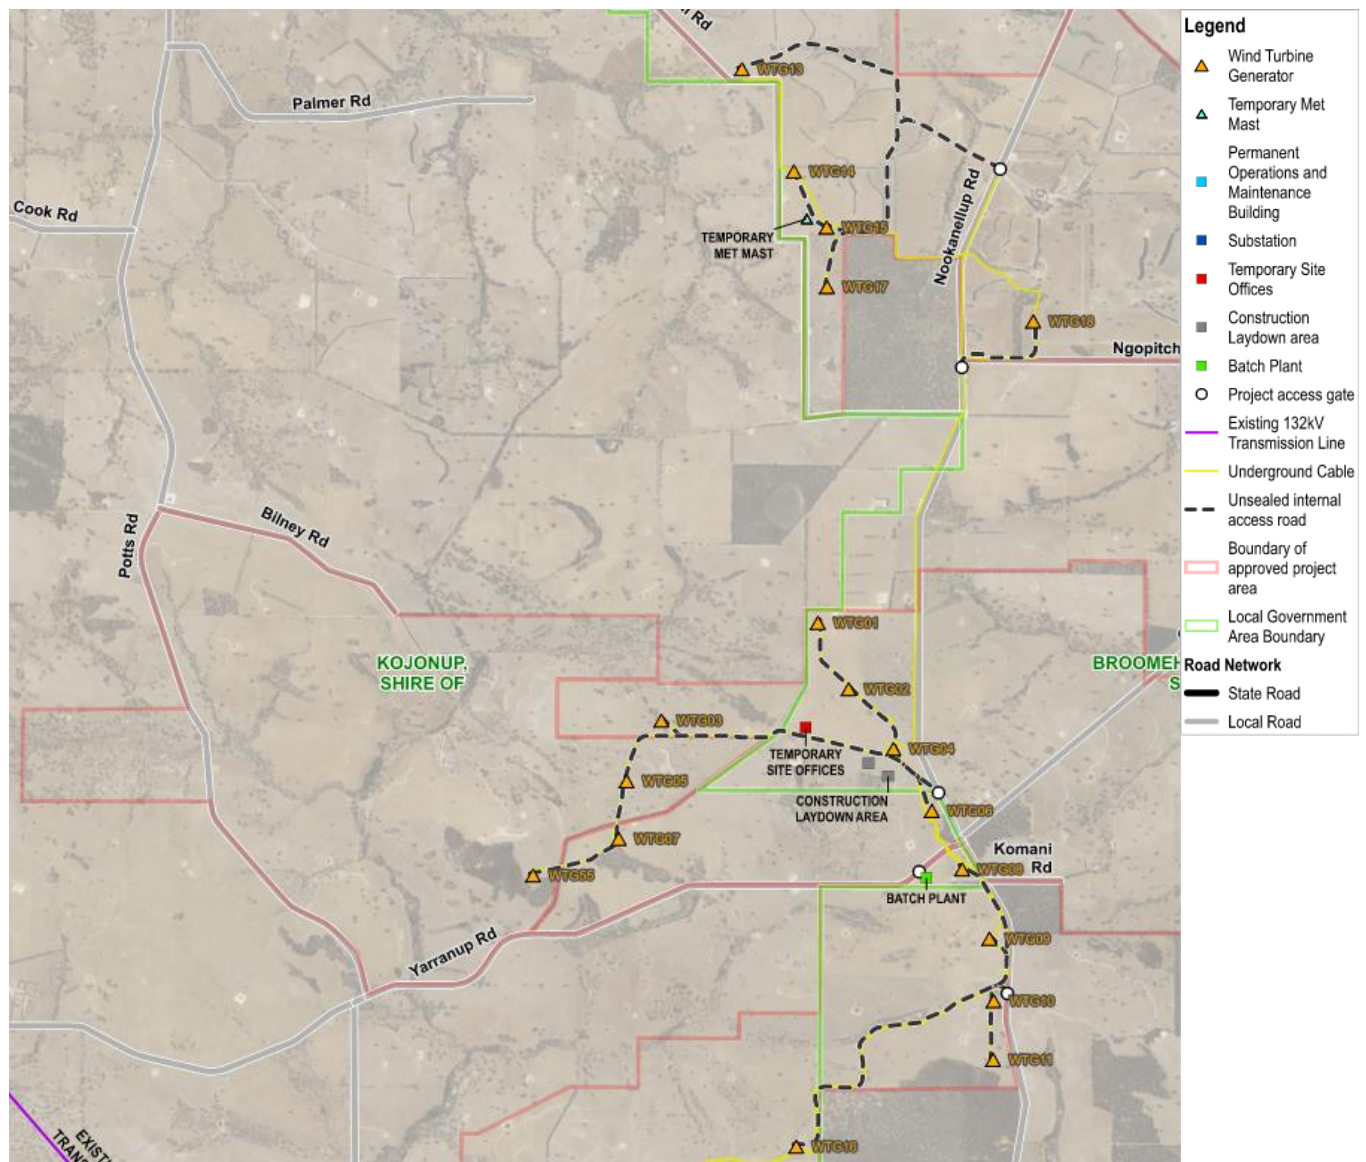 Palmer Rd
Cook Rd
WTG13
WTG14
TEMPORARY
MET MAST
WTG15
WTG17
Nookanellup Rd
WTG18
Ngopitch
Potts Rd
Bilney Rd
KOJONUP,
SHIRE OF
WTG01
BROOMEH
S
WTG02
WTG03
WTG04
TEMPORARY
SITE OFFICES
WTG05
CONSTRUCTION
LAYDOWN AREA
WTG06
WTG07
Komani
Rd
WTG08
WTG55
BATCH PLANT
Yarranup Rd
WTG09
WTG10
WTG11
WTG16
EXISTI
TRANS
Legend
Wind Turbine
Generator
Temporary Met
Mast
Permanent
Operations and
Maintenance
Building
Substation
Temporary Site
Offices
Construction
Laydown area
Batch Plant
Project access gate
Existing 132kV
Transmission Line
Underground Cable
Unsealed internal
access road
Boundary of
approved project
area
Local Government
Area Boundary
Road Network
State Road
Local Road